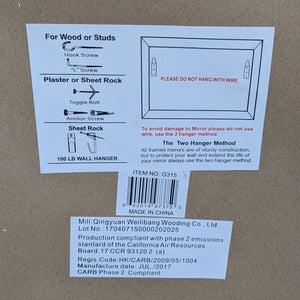 For Wood or Studs
Hook Screw
"L" Screw
Plaster or Sheet Rock
Toggle Bolt
Anchor Screw
Sheet Rock
100 LB WALL HANGER
PLEASE DO NOT HANG WITH WIRE.
To avoid damage to Mirror please do not
use wire, use the 2 hanger method.
The Two Hanger Method
All framed mirrors are of sturdy construction,
but to protect your wall and extend the life of
your mirror always use the two hanger method.
ITEM NO.: G315
MADE IN CHINA
Mill:Qingyuan Weilibang Wooding Co., Ltd
Lot No.:170407150000202025
Production compliant with phase 2 emissions
stantard of the California Air Resources
Board.17 CCR 93120.2 (a)
Regis.Code: HK/CARB/2009/05/1004
Manufacture date: JUL./2017
CARB Phase 2 Compliant